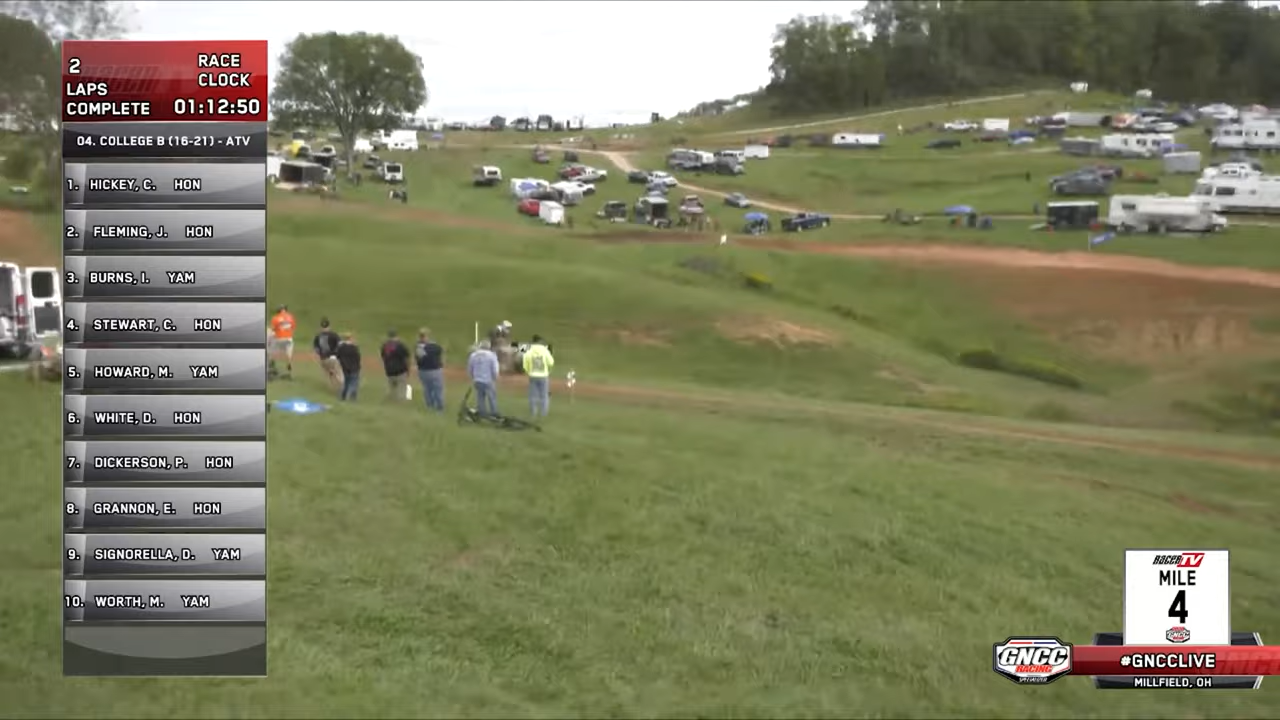 2
LAPS
COMPLETE
RACE
CLOCK
01:12:50
04. COLLEGE B (16-21) - ATV
1. HICKEY, C. HON
2. FLEMING, J. HON
3. BURNS, I. YAM
4. STEWART, C. HON
5. HOWARD, M. YAM
6. WHITE, D. HON
7. DICKERSON, P. HON
8. GRANNON, E. HON
9. SIGNORELLA, D. YAM
10. WORTH, M. YAM
RACER TV
MILE
4
GNCC
RACING
#GNCCLIVE
MILLFIELD, OH